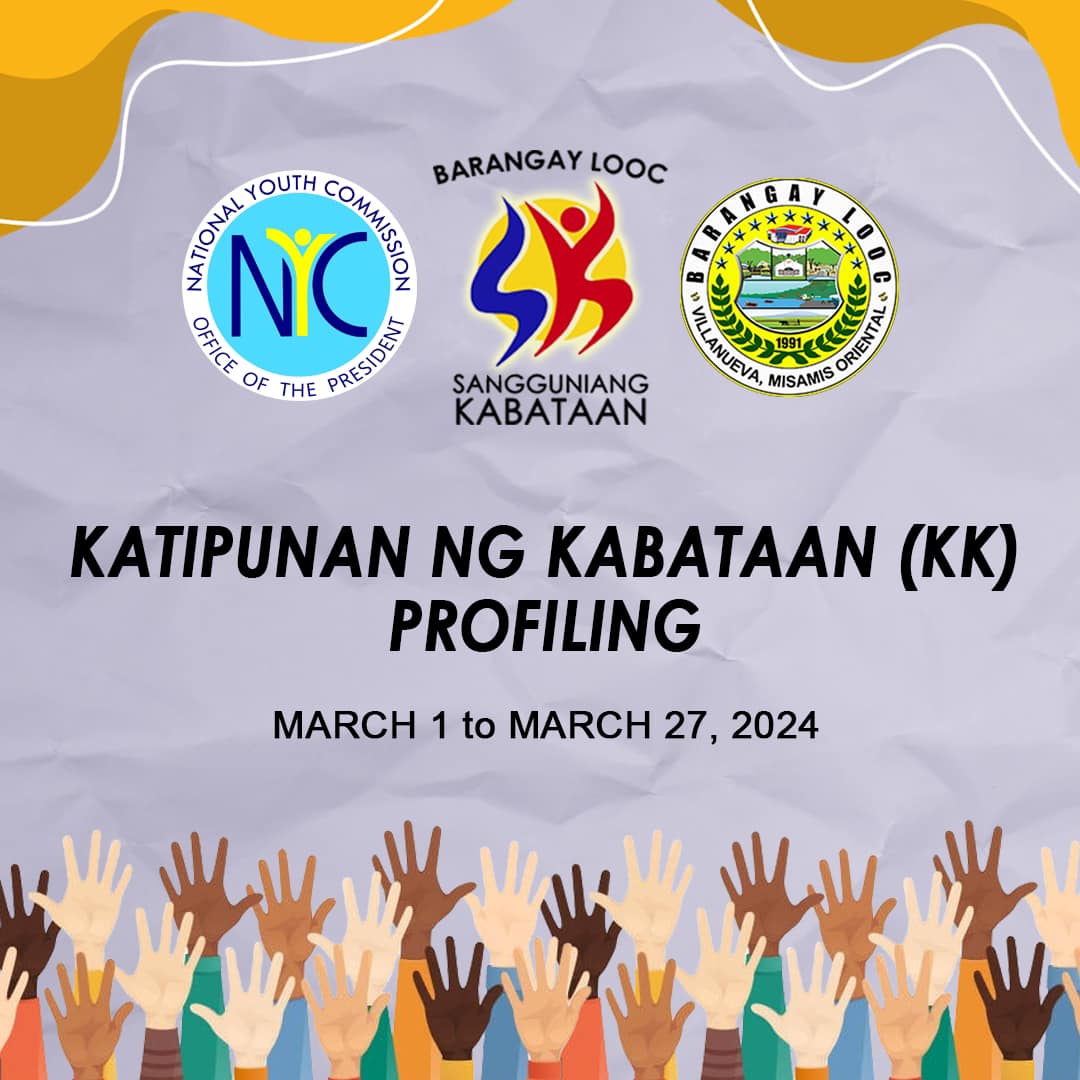 NATIONAL YOUTH COMMISSION
NYC
OFFICE OF THE PRESIDENT
BARANGAY LOOC
SK
SANGGUNIANG
KABATAAN
BARANGAY LOOC
1991
VILLANUEVA, MISAMIS ORIENTAL
KATIPUNAN NG KABATAAN (KK)
PROFILING
MARCH 1 to MARCH 27, 2024